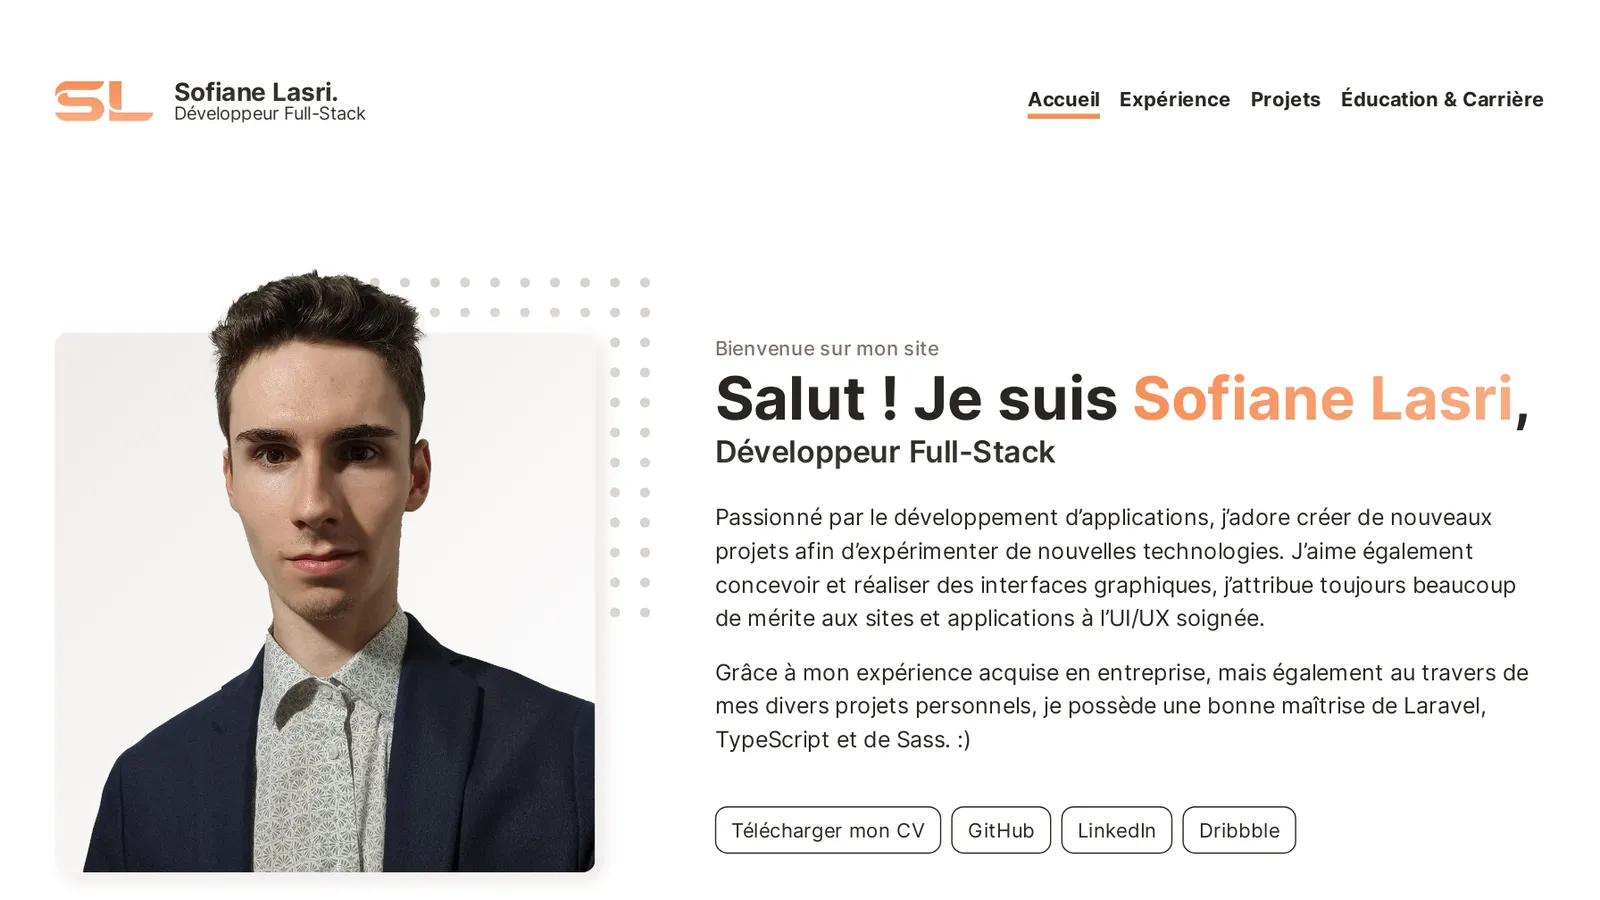 SL
Sofiane Lasri.
Développeur Full-Stack
Accueil Expérience Projets Éducation & Carrière
Bienvenue sur mon site
Salut ! Je suis Sofiane Lasri,
Développeur Full-Stack
Passionné par le développement d’applications, j’adore créer de nouveaux
projets afin d’expérimenter de nouvelles technologies. J’aime également
concevoir et réaliser des interfaces graphiques, j’attribue toujours beaucoup
de mérite aux sites et applications à l’UI/UX soignée.
Grâce à mon expérience acquise en entreprise, mais également au travers de
mes divers projets personnels, je possède une bonne maîtrise de Laravel,
TypeScript et de Sass. :)
Télécharger mon CV GitHub LinkedIn Dribbble